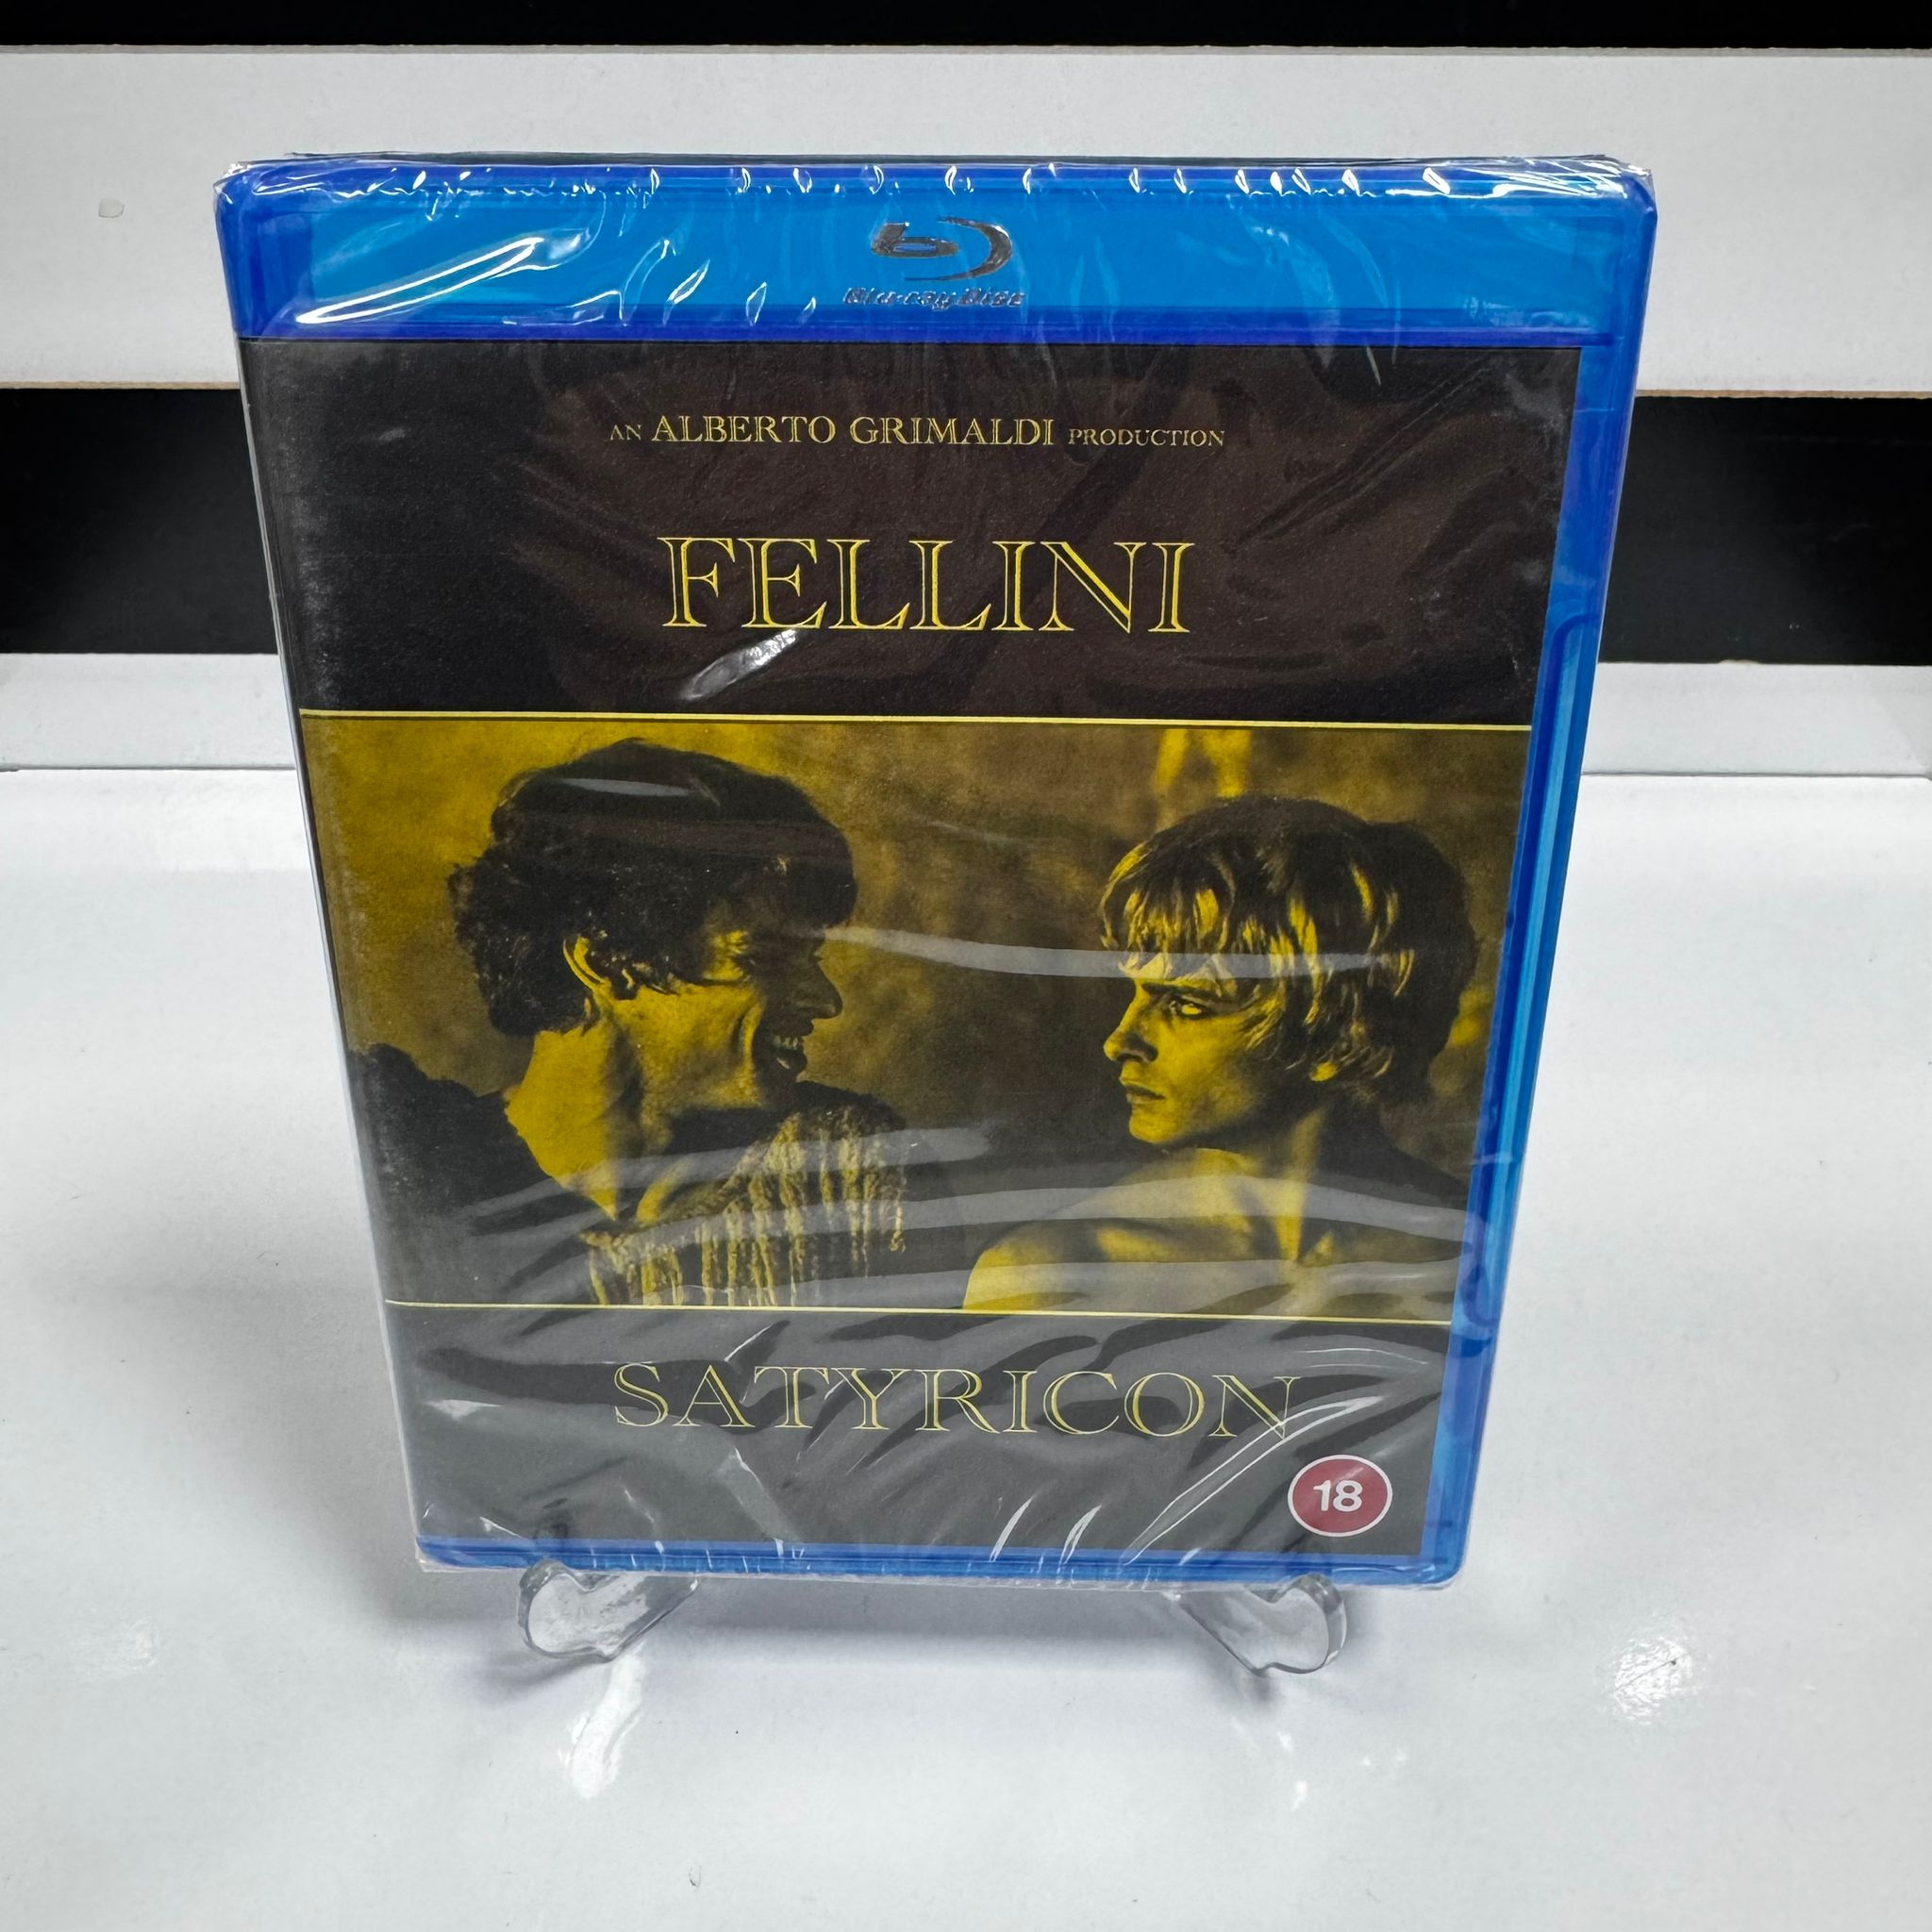 Blu-ray Disc
AN ALBERTO GRIMALDI PRODUCTION
FELLINI
SATYRICON
18